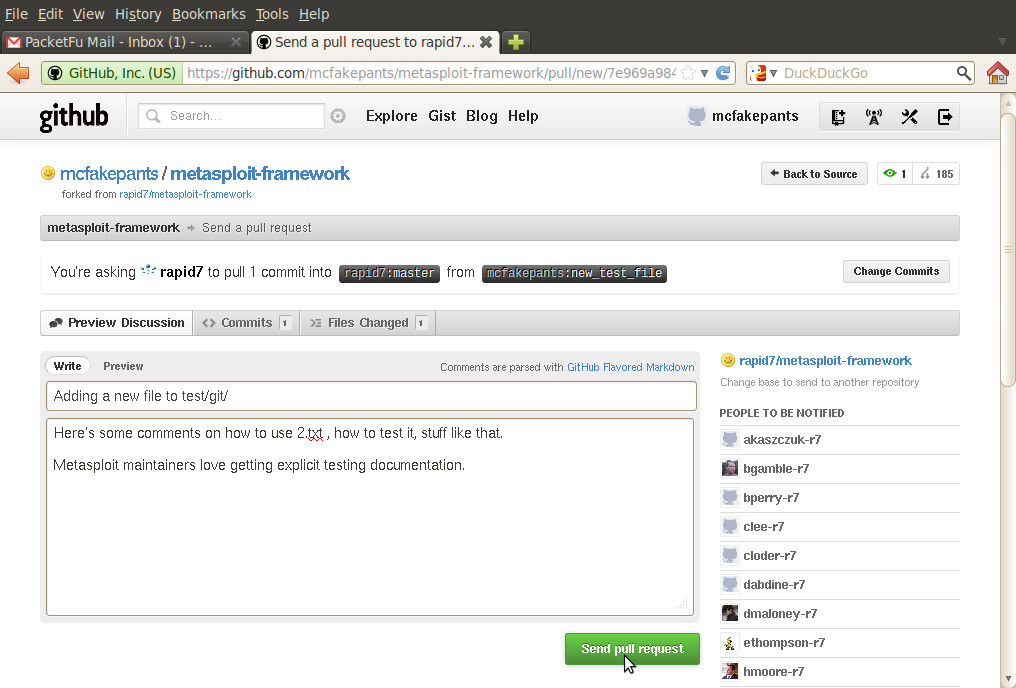 File Edit View History Bookmarks Tools Help
PacketFu Mail - Inbox (1) - ...
Send a pull request to rapid7...
GitHub, Inc. (US) https://github.com/mcfakepants/metasploit-framework/pull/new/7e969a984
DuckDuckGo
github Search... Explore Gist Blog Help mcfakepants
mcfakepants / metasploit-framework Back to Source 1 185
forked from rapid7/metasploit-framework
metasploit-framework Send a pull request
You're asking rapid7 to pull 1 commit into rapid7:master from mcfakepants:new_test_file Change Commits
Preview Discussion Commits 1 Files Changed 1
Write Preview Comments are parsed with GitHub Flavored Markdown
Adding a new file to test/git/
Here's some comments on how to use 2.txt , how to test it, stuff like that.
Metasploit maintainers love getting explicit testing documentation.
Send pull request
rapid7/metasploit-framework
Change base to send to another repository
PEOPLE TO BE NOTIFIED
akaszczuk-r7
bgamble-r7
bperry-r7
clee-r7
cloder-r7
dabdine-r7
dmaloney-r7
ethompson-r7
hmoore-r7